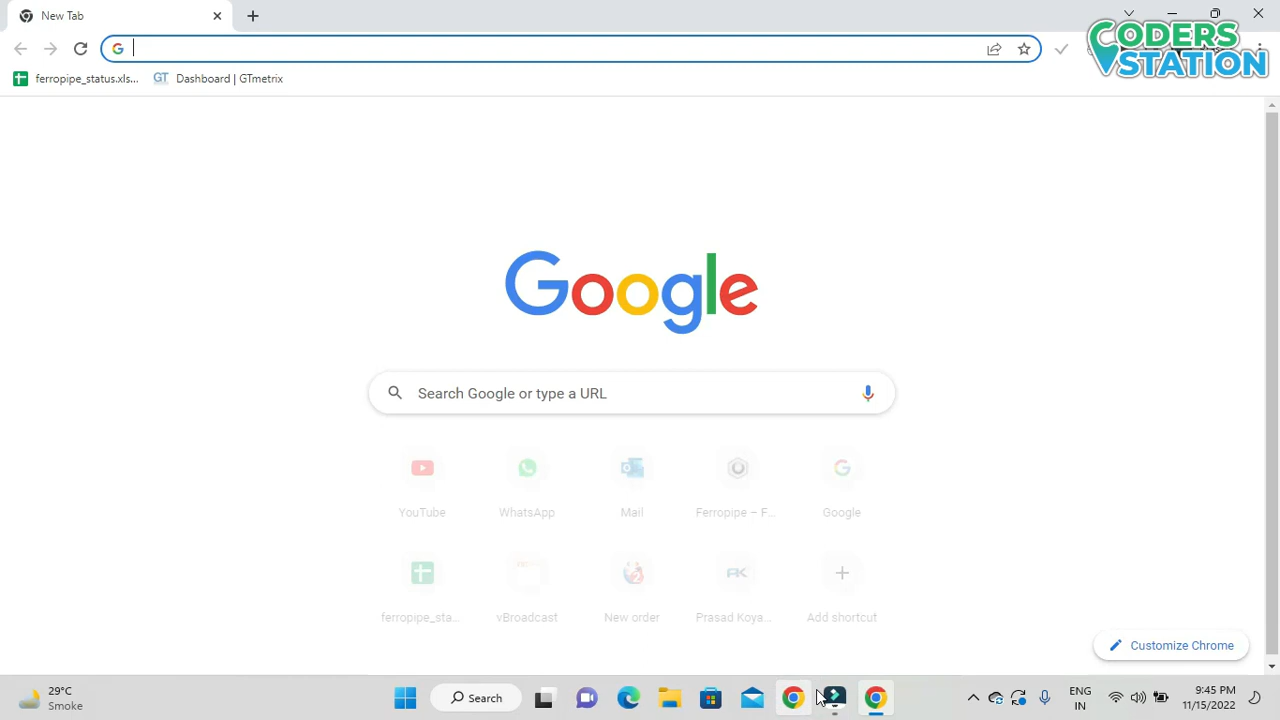 New Tab
CODERS
STATION
ferropipe_status.xls...
GT Dashboard | GTmetrix
Google
Search Google or type a URL
YouTube
WhatsApp
Mail
Ferropipe – F...
Google
ferropipe_sta...
vBroadcast
New order
Prasad Koya...
Add shortcut
Customize Chrome
29°C
Smoke
Search
ENG
IN
9:45 PM
11/15/2022